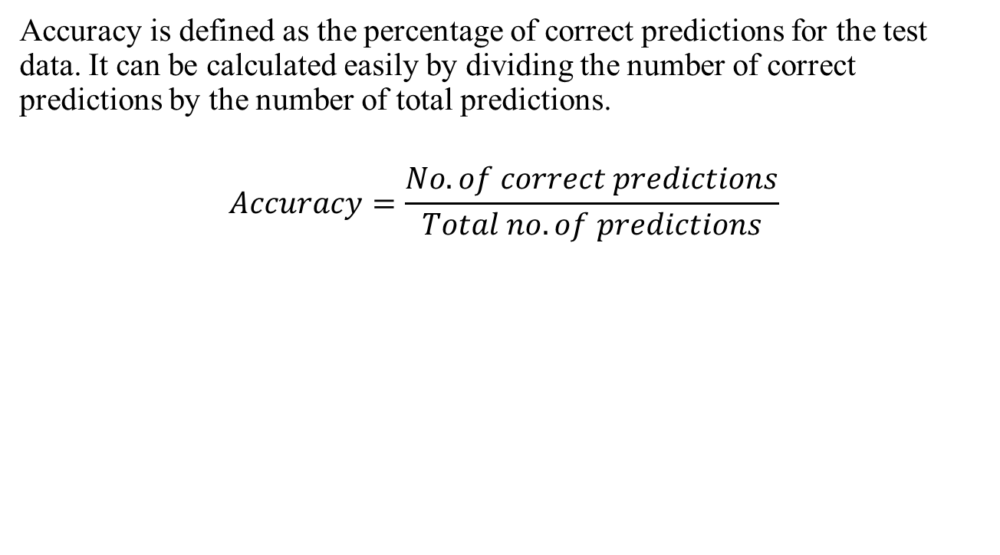 Accuracy is defined as the percentage of correct predictions for the test
data. It can be calculated easily by dividing the number of correct
predictions by the number of total predictions.
Accuracy = No. of correct predictions / Total no. of predictions